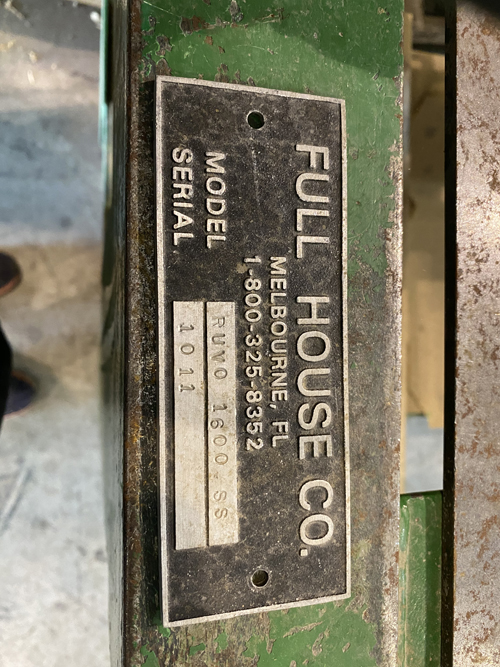 FULL HOUSE CO.
MELBOURNE, FL
1-800-325-8352
MODEL RUVO 1600 SS
SERIAL 1011